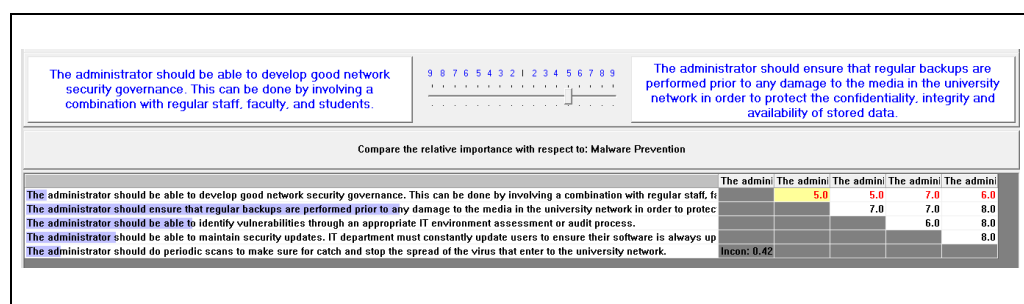 The administrator should be able to develop good network
security governance. This can be done by involving a
combination with regular staff, faculty, and students.
9 8 7 6 5 4 3 2 1 2 3 4 5 6 7 8 9
The administrator should ensure that regular backups are
performed prior to any damage to the media in the university
network in order to protect the confidentiality, integrity and
availability of stored data.
Compare the relative importance with respect to: Malware Prevention
The admini The admini The admini The admini The admini
The administrator should be able to develop good network security governance. This can be done by involving a combination with regular staff, fa 5.0 5.0 7.0 6.0
The administrator should ensure that regular backups are performed prior to any damage to the media in the university network in order to protec 7.0 7.0 8.0
The administrator should be able to identify vulnerabilities through an appropriate IT environment assessment or audit process. 6.0 8.0
The administrator should be able to maintain security updates. IT department must constantly update users to ensure their software is always up 8.0
The administrator should do periodic scans to make sure for catch and stop the spread of the virus that enter to the university network. Incon: 0.42